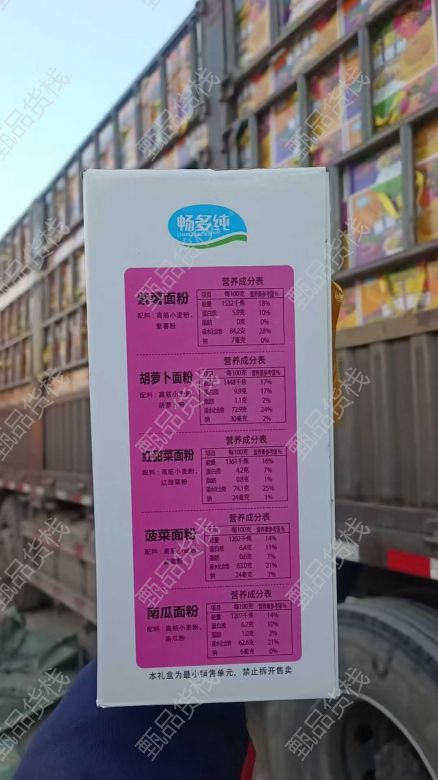 畅多纯
营养成分表
紫薯面粉
配料：高筋小麦粉、
紫薯粉
项目 每100克 营养素参考值%
能量 1532千焦 18%
蛋白质 5.9克 10%
脂肪 0克 0%
碳水化合物 84.2克 28%
钠 7毫克 0%
营养成分表
胡萝卜面粉
配料：高筋小麦粉、
胡萝卜粉
项目 每100克 营养素参考值%
能量 1448千焦 17%
蛋白质 9.9克 17%
脂肪 1.1克 2%
碳水化合物 72.9克 24%
钠 30毫克 2%
营养成分表
红甜菜面粉
配料：高筋小麦粉、
红甜菜粉
项目 每100克 营养素参考值%
能量 1361千焦 16%
蛋白质 4.2克 7%
脂肪 0.8克 1%
碳水化合物 74.1克 25%
钠 24毫克 1%
营养成分表
菠菜面粉
配料：高筋小麦粉、
项目 每100克 营养素参考值%
能量 1202千焦 14%
蛋白质 6.4克 11%
脂肪 0.6克 1%
碳水化合物 63.0克 21%
钠 24毫克 1%
营养成分表
南瓜面粉
配料：高筋小麦粉、
南瓜粉
项目 每100克 营养素参考值%
能量 1207千焦 14%
蛋白质 6.2克 10%
脂肪 1.0克 2%
碳水化合物 62.6克 21%
钠 6毫克 0%
本礼盒为最小销售单元，禁止拆开售卖
甄品货栈